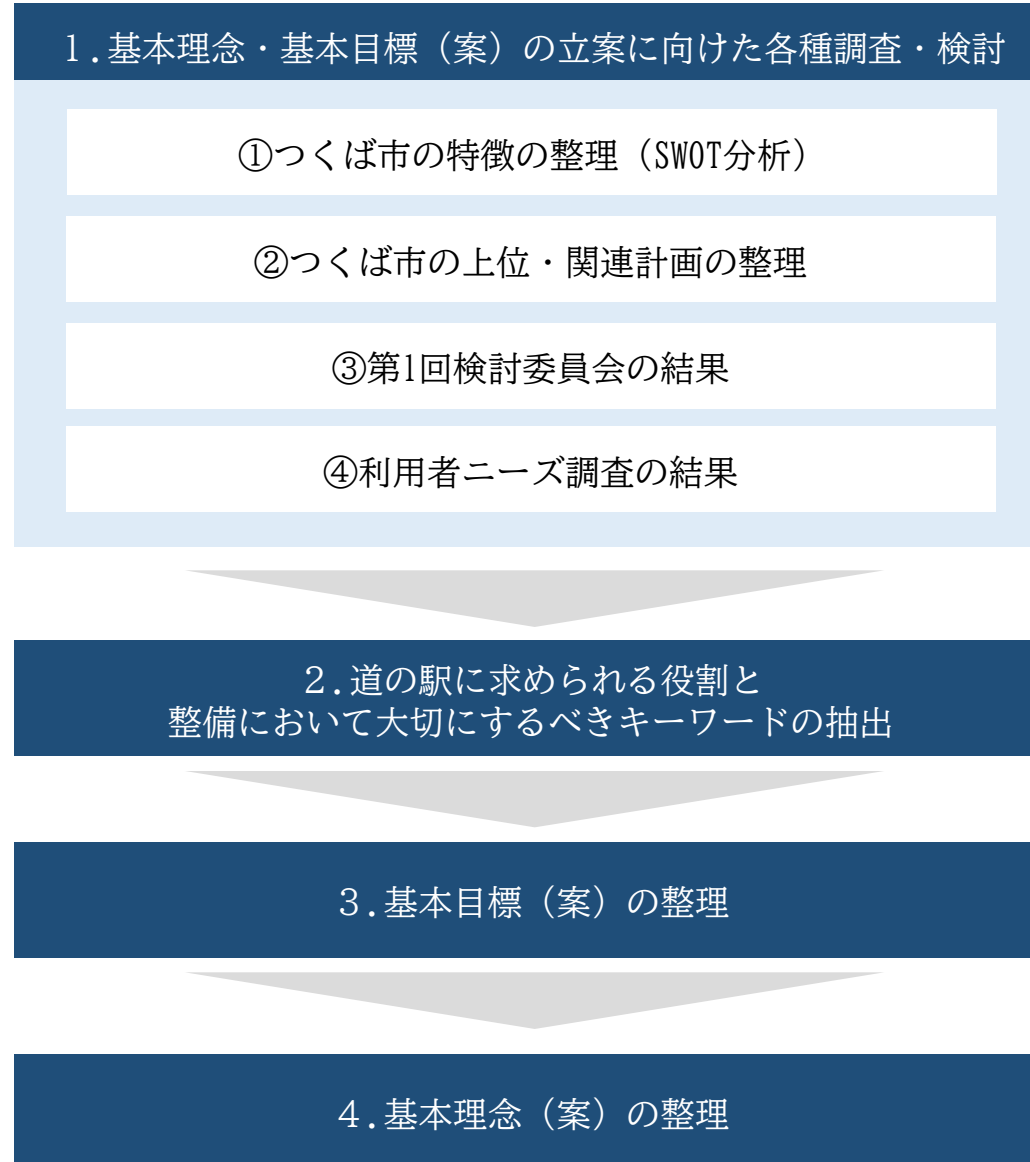 １.基本理念・基本目標（案）の立案に向けた各種調査・検討
①つくば市の特徴の整理（SWOT分析）
②つくば市の上位・関連計画の整理
③第1回検討委員会の結果
④利用者ニーズ調査の結果
２.道の駅に求められる役割と
整備において大切にするべきキーワードの抽出
３.基本目標（案）の整理
４.基本理念（案）の整理